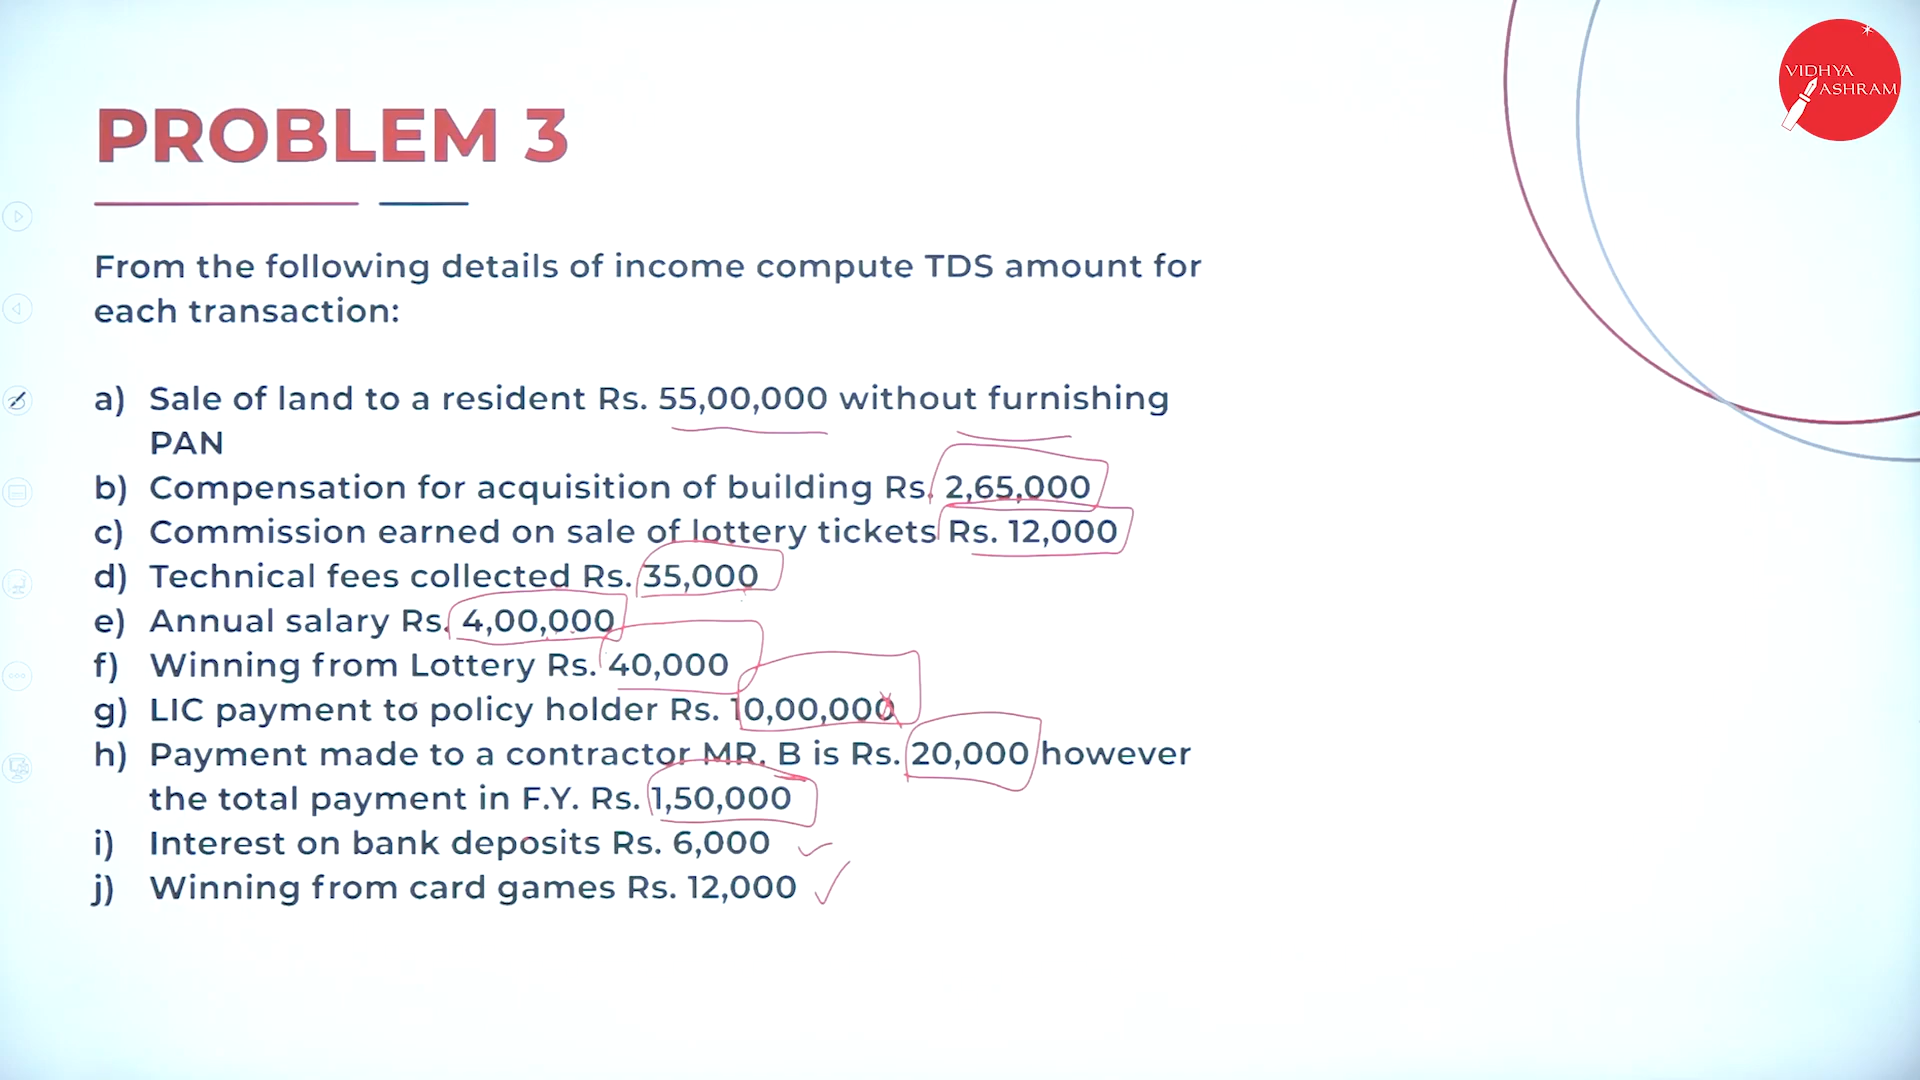 VIDHYA
ASHRAM
PROBLEM 3
From the following details of income compute TDS amount for
each transaction:
a) Sale of land to a resident Rs. 55,00,000 without furnishing
PAN
b) Compensation for acquisition of building Rs. 2,65,000
c) Commission earned on sale of lottery tickets Rs. 12,000
d) Technical fees collected Rs. 35,000
e) Annual salary Rs. 4,00,000
f) Winning from Lottery Rs. 40,000
g) LIC payment to policy holder Rs. 10,00,000
h) Payment made to a contractor MR. B is Rs. 20,000 however
the total payment in F.Y. Rs. 1,50,000
i) Interest on bank deposits Rs. 6,000
j) Winning from card games Rs. 12,000